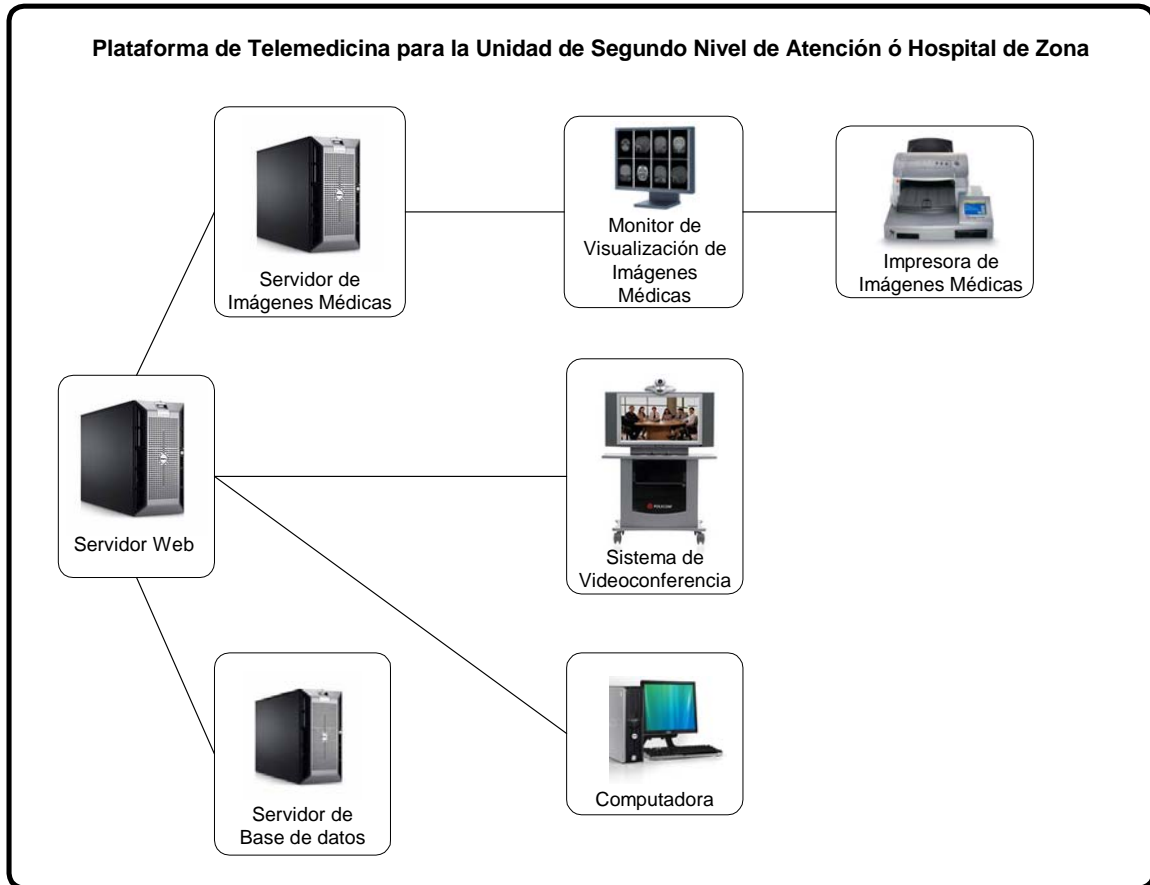 Plataforma de Telemedicina para la Unidad de Segundo Nivel de Atención ó Hospital de Zona
Servidor de
Imágenes Médicas
Monitor de
Visualización de
Imágenes
Médicas
Impresora de
Imágenes Médicas
Servidor Web
POLYCOM
Sistema de
Videoconferencia
Servidor de
Base de datos
Computadora